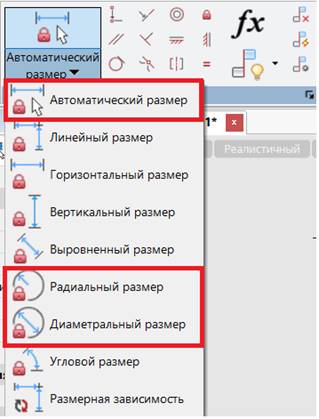 fx
Автоматический
размер
Автоматический размер
1*
x
Линейный размер
Реалистичный
Горизонтальный размер
Вертикальный размер
Выровненный размер
Радиальный размер
Диаметральный размер
Угловой размер
Размерная зависимость